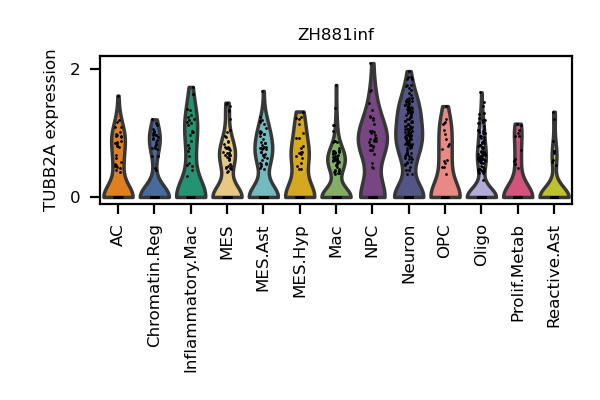 ZH881inf
TUBB2A expression
2
0
AC
Chromatin.Reg
Inflammatory.Mac
MES
MES.Ast
MES.Hyp
Mac
NPC
Neuron
OPC
Oligo
Prolif.Metab
Reactive.Ast